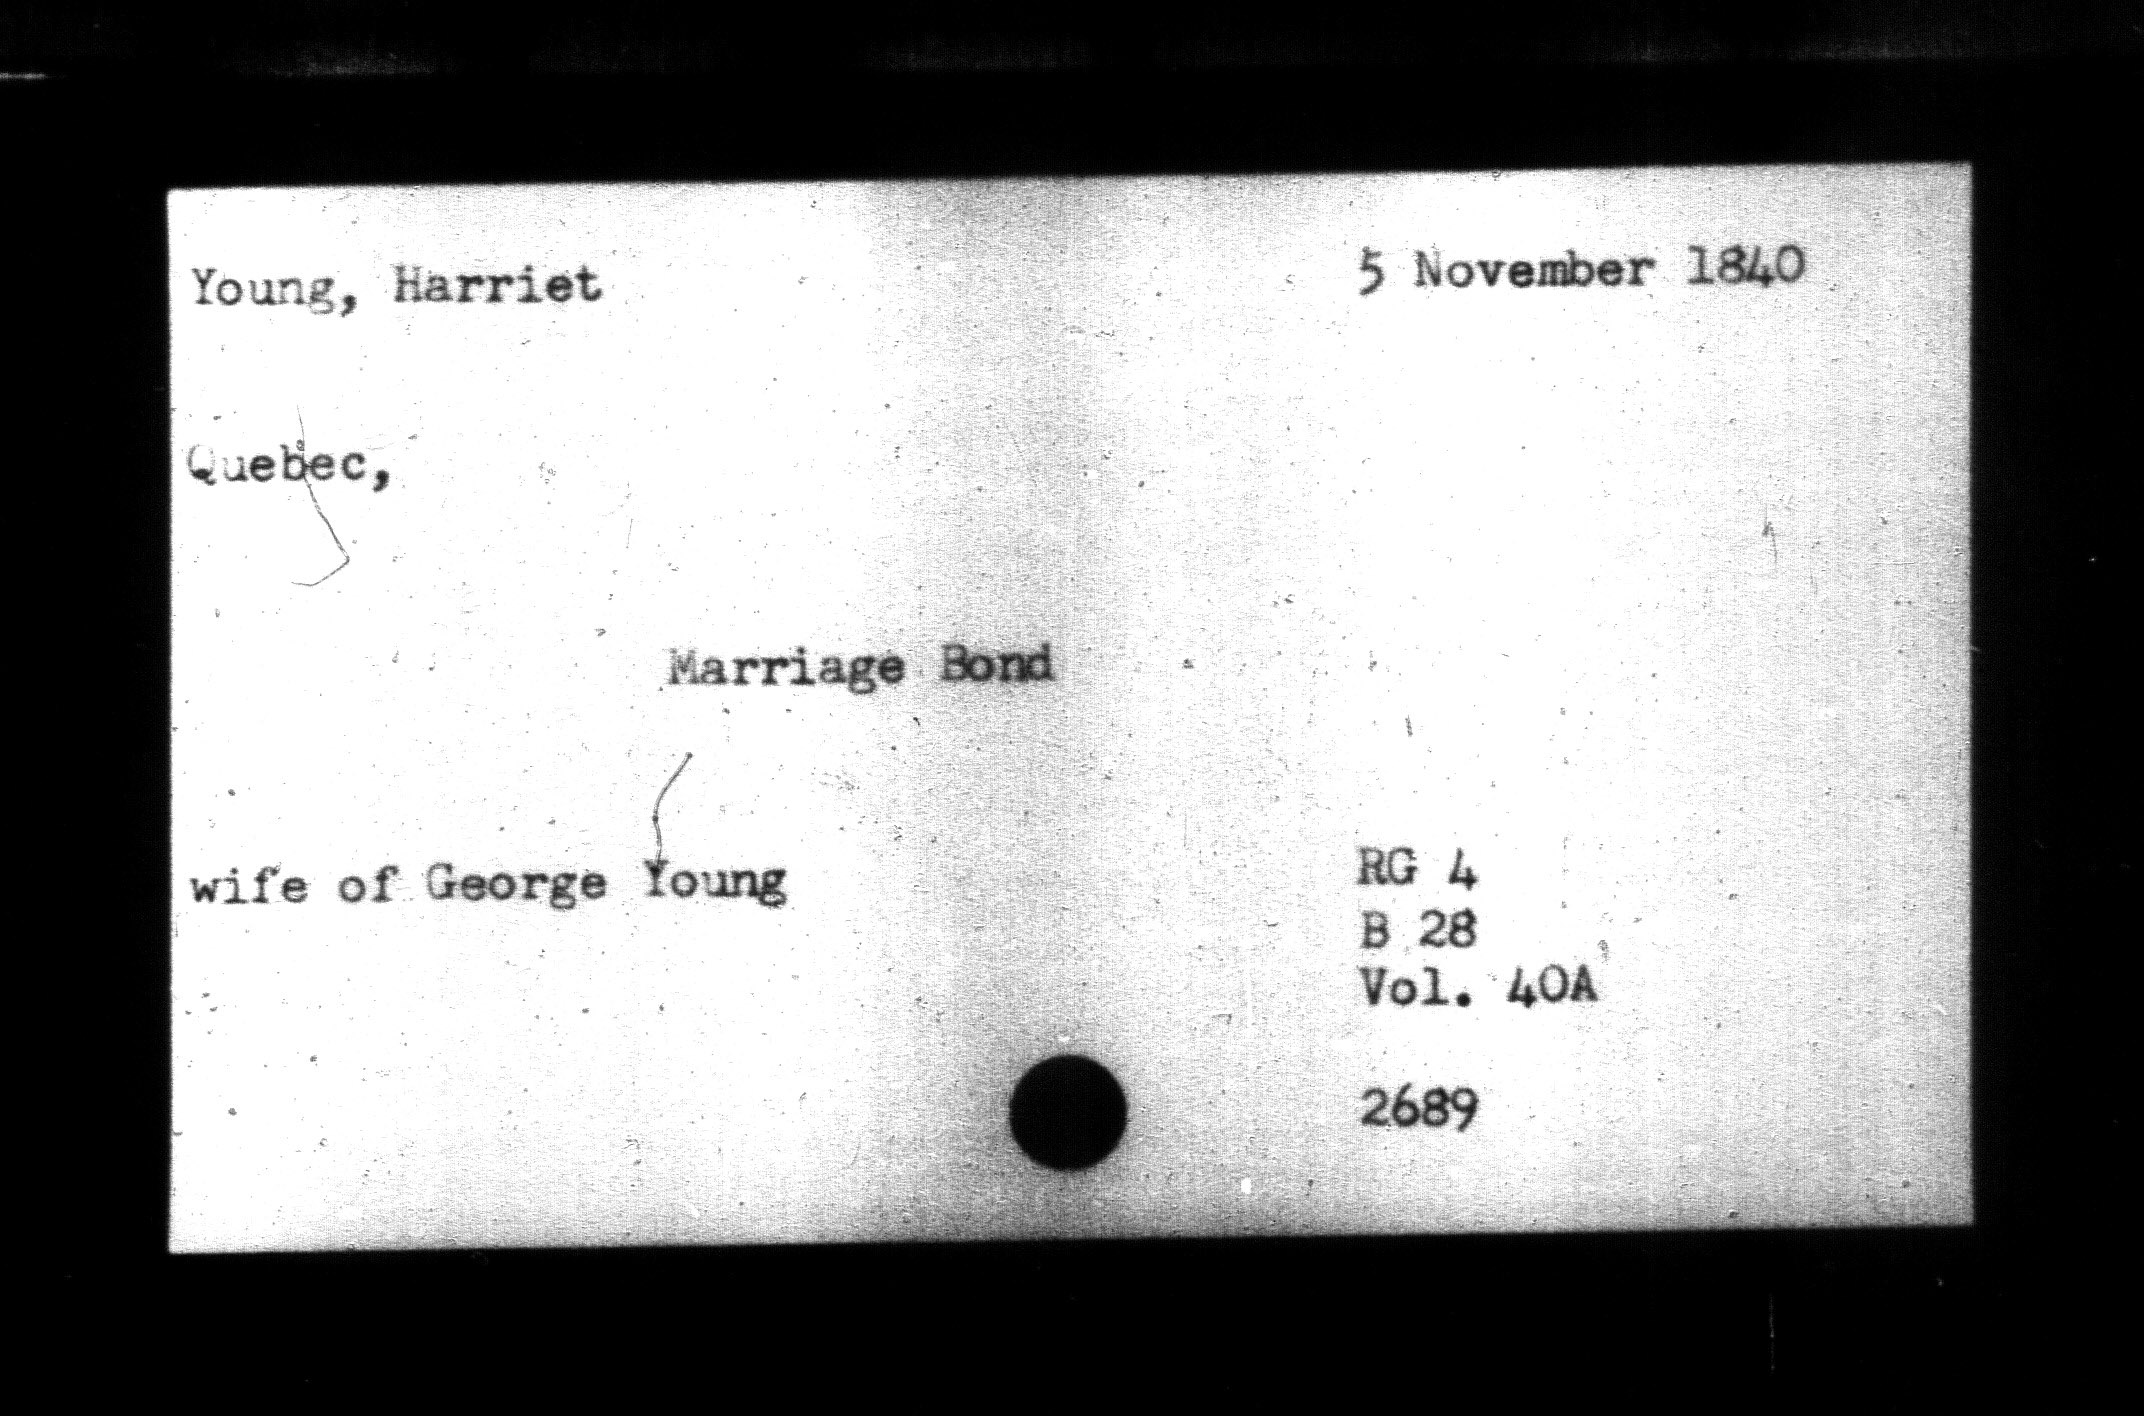 Young, Harriet
5 November 1840
Quebec,
Marriage Bond
wife of George Young
RG 4
B 28
Vol. 40A
2689